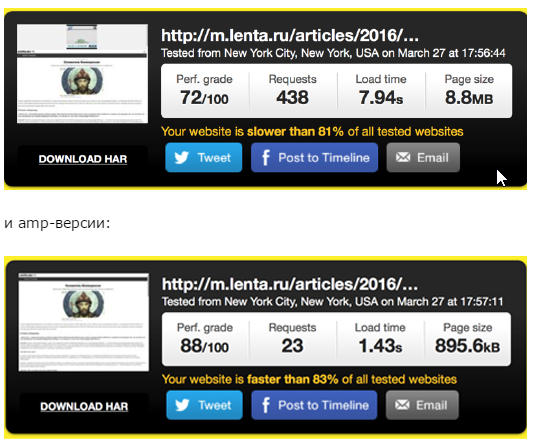 http://m.lenta.ru/articles/2016/...
Tested from New York City, New York, USA on March 27 at 17:56:44
Perf. grade Requests Load time Page size
72/100 438 7.94s 8.8MB
Your website is slower than 81% of all tested websites
DOWNLOAD HAR Tweet Post to Timeline Email
и amp-версии:
http://m.lenta.ru/articles/2016/...
Tested from New York City, New York, USA on March 27 at 17:57:11
Perf. grade Requests Load time Page size
88/100 23 1.43s 895.6kB
Your website is faster than 83% of all tested websites
DOWNLOAD HAR Tweet Post to Timeline Email